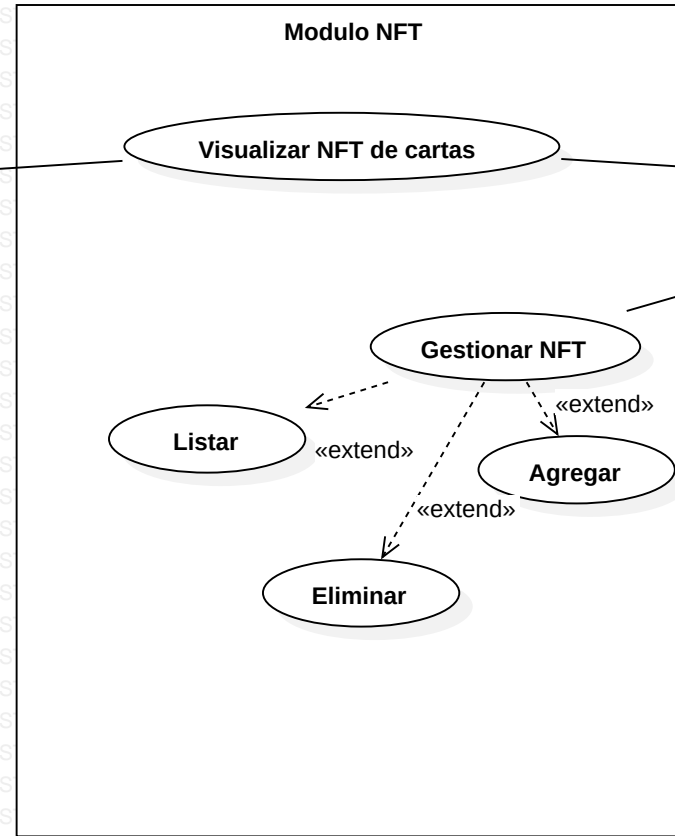 Modulo NFT
Visualizar NFT de cartas
Gestionar NFT
«extend»
Listar
«extend»
Agregar
«extend»
Eliminar